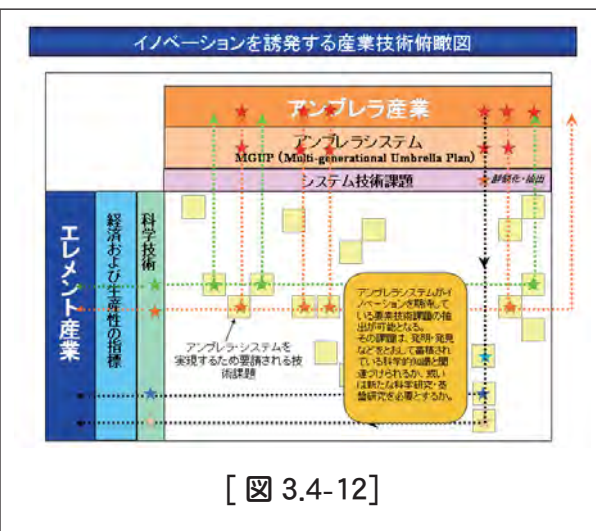 イノベーションを誘発する産業技術俯瞰図
アンブレラ産業
アンブレラシステム
MGUP (Multi-generational Umbrella Plan)
システム技術課題
・抽出
エレメント産業
経済および生産性の指標
科学技術
アンブレラシステムがイ
ノベーションを期待して
いる要素技術課題の抽
出が可能となる。
その課題は、発明・発見
などをとおして蓄積され
ている科学的知識と関
連づけられるか、或い
は新たな科学研究・基
盤研究を必要とするか。
アンブレラ・システムを
実現するため要請される技
術課題
[図 3.4-12]